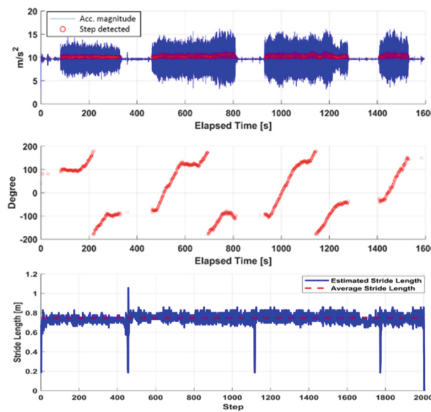 Acc. magnitude
Step detected
m/s²
20
15
10
5
0
0 200 400 600 800 1000 1200 1400 1600
Elapsed Time [s]
Degree
200
100
0
-100
-200
0 200 400 600 800 1000 1200 1400 1600
Elapsed Time [s]
Estimated Stride Length
Average Stride Length
Stride Length [m]
1.2
1
0.8
0.6
0.4
0.2
0
0 200 400 600 800 1000 1200 1400 1600 1800 2000
Step